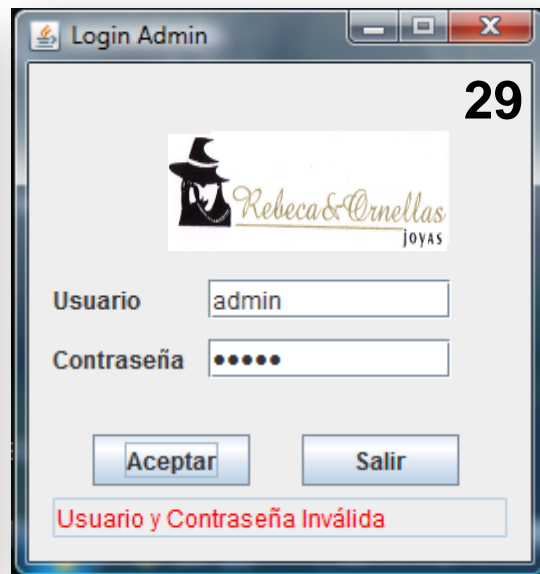 Login Admin
29
Rebeca&Ornellas
joyas
Usuario
admin
Contraseña
•••••
Aceptar
Salir
Usuario y Contraseña Inválida